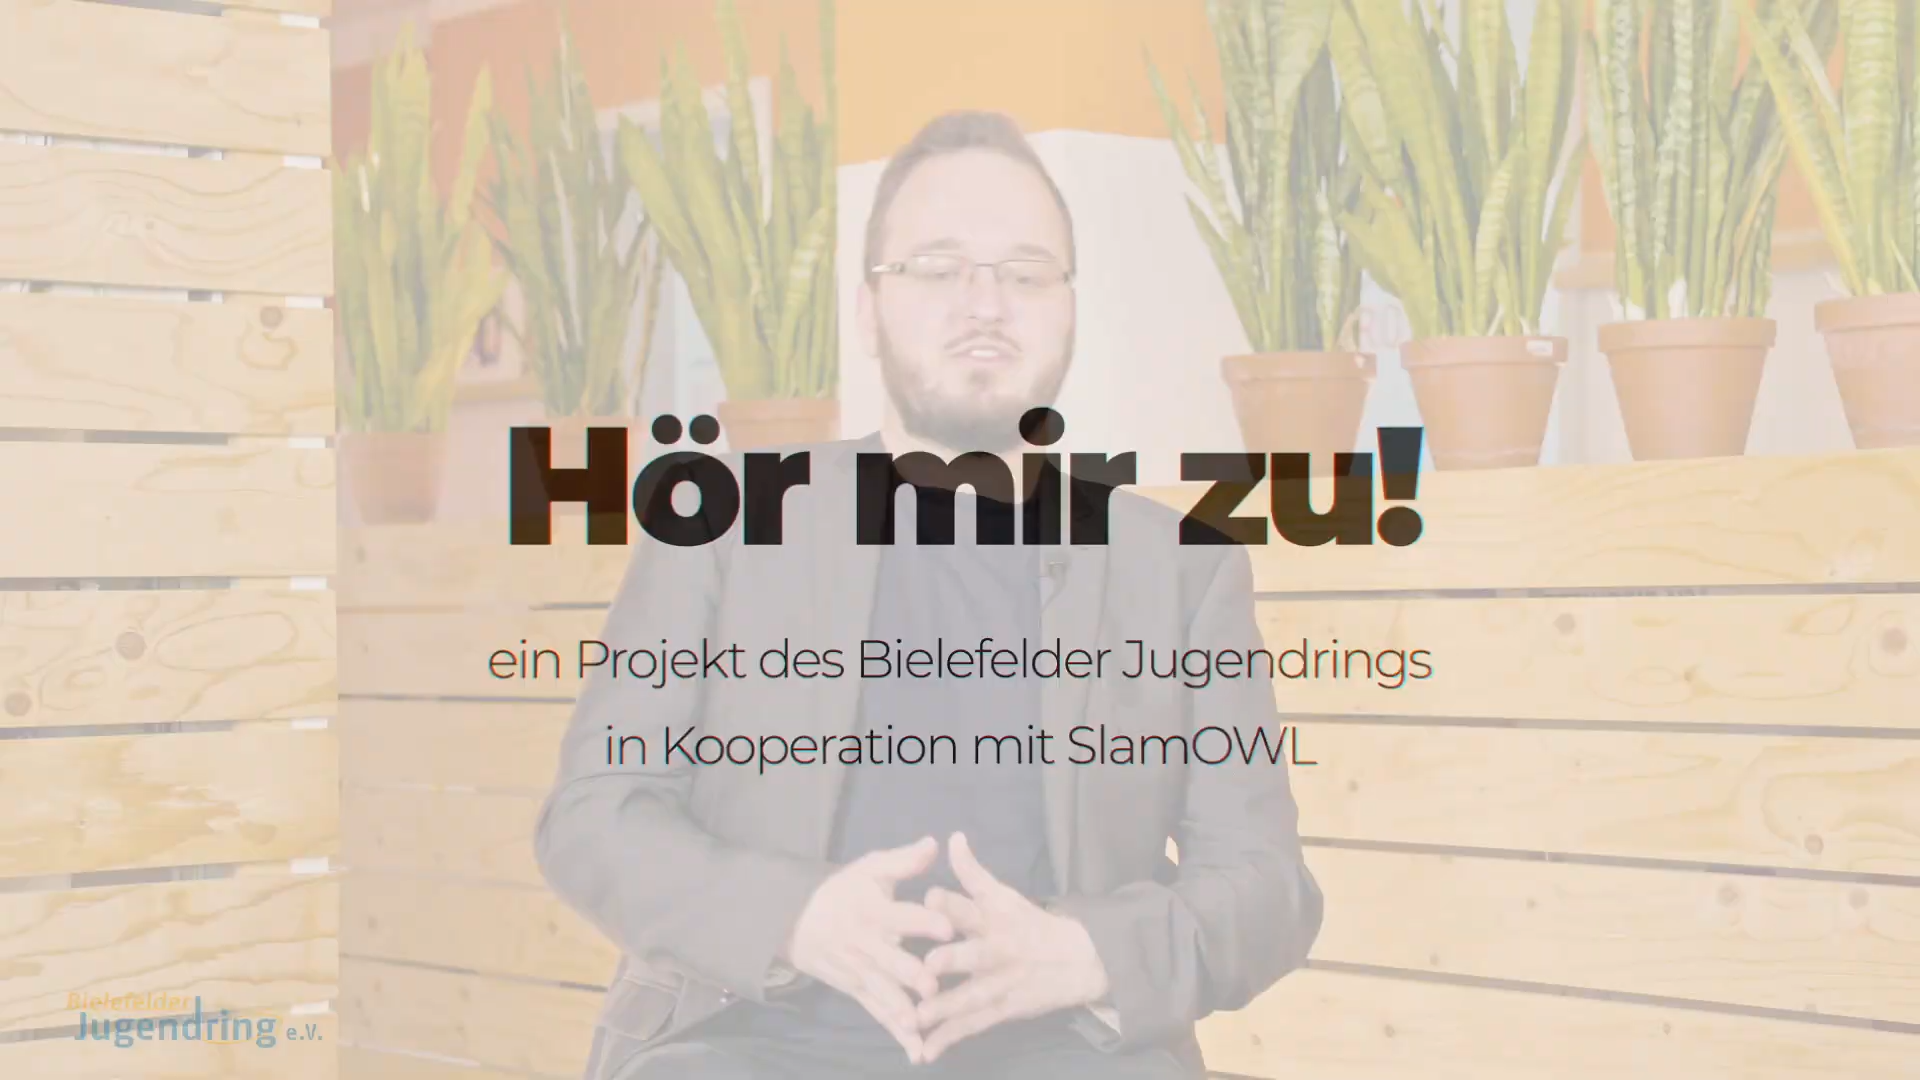 Hör mir zu!
ein Projekt des Bielefelder Jugendrings
in Kooperation mit SlamOWL
Bielefelder
Jugendring e.V.